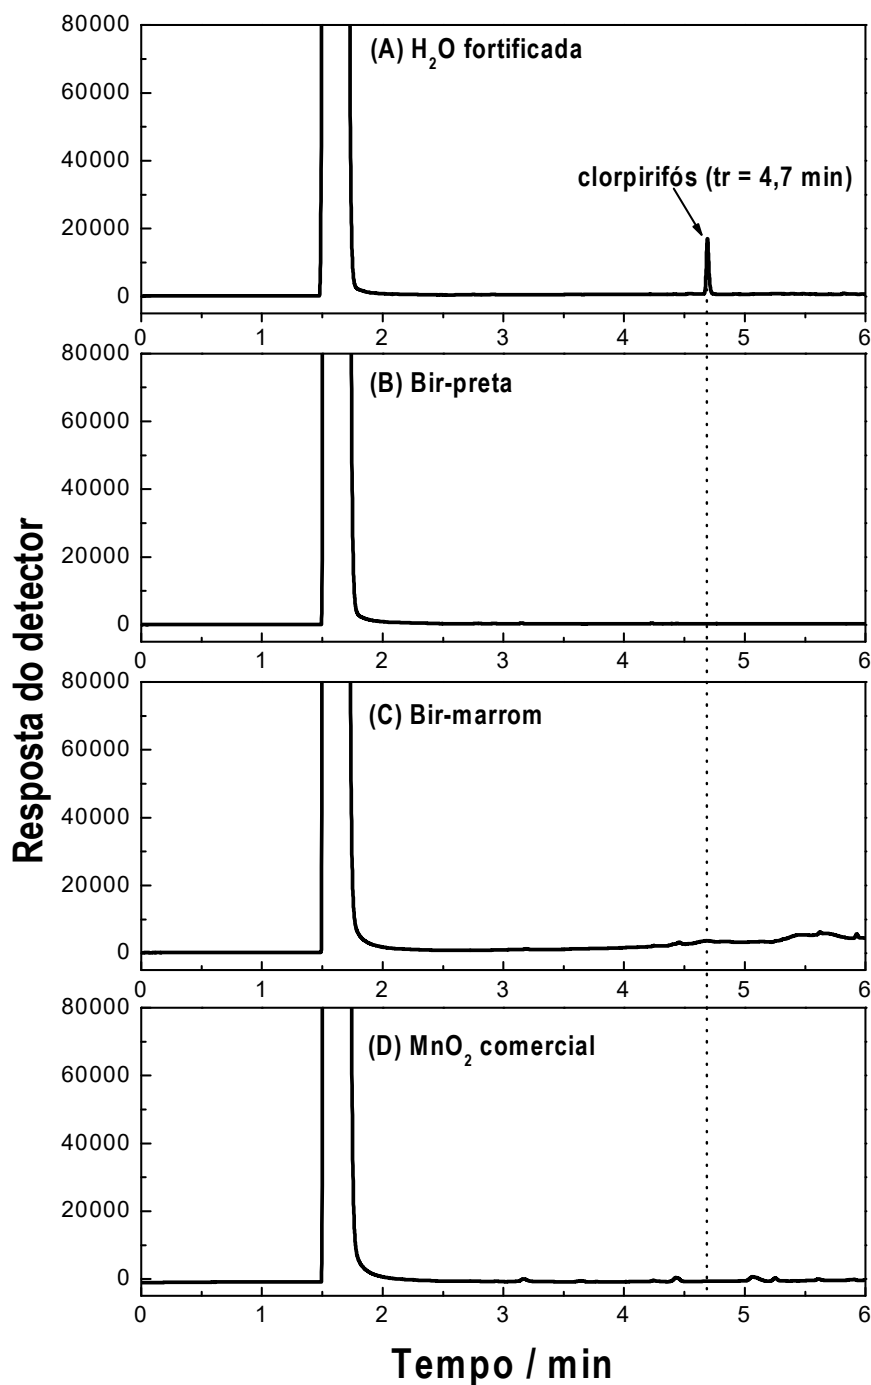 80000
60000
40000
20000
0
(A) H2O fortificada
clorpirifós (tr = 4,7 min)
0 1 2 3 4 5 6
80000
60000
40000
20000
0
(B) Bir-preta
0 1 2 3 4 5 6
80000
60000
40000
20000
0
(C) Bir-marrom
0 1 2 3 4 5 6
80000
60000
40000
20000
0
(D) MnO2 comercial
0 1 2 3 4 5 6
Resposta do detector
Tempo / min